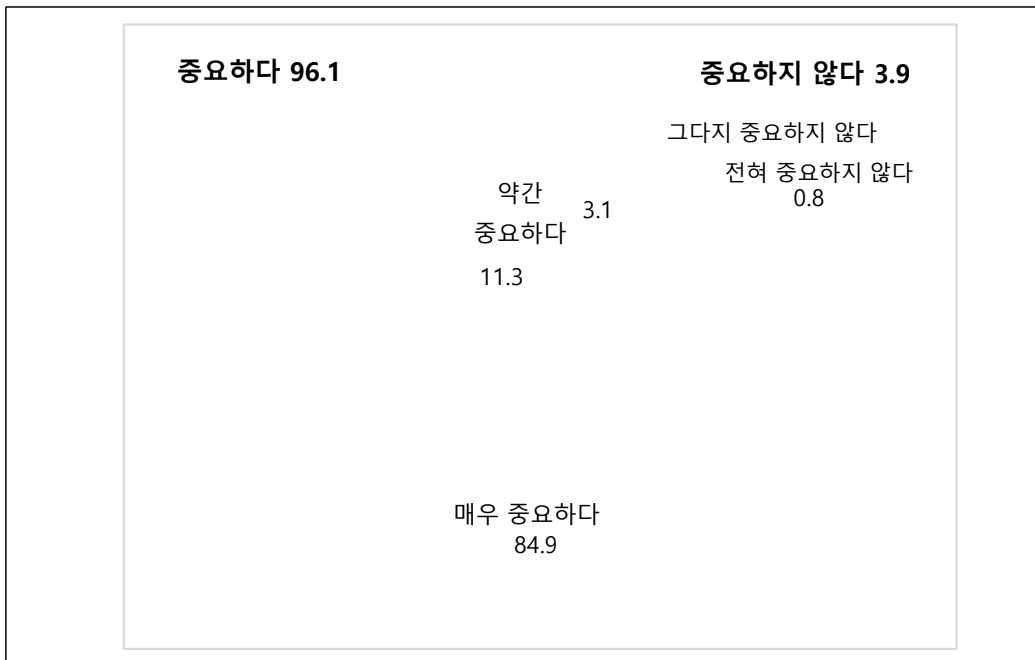 중요하다 96.1
중요하지 않다 3.9
그다지 중요하지 않다
전혀 중요하지 않다
0.8
약간
3.1
중요하다
11.3
매우 중요하다
84.9